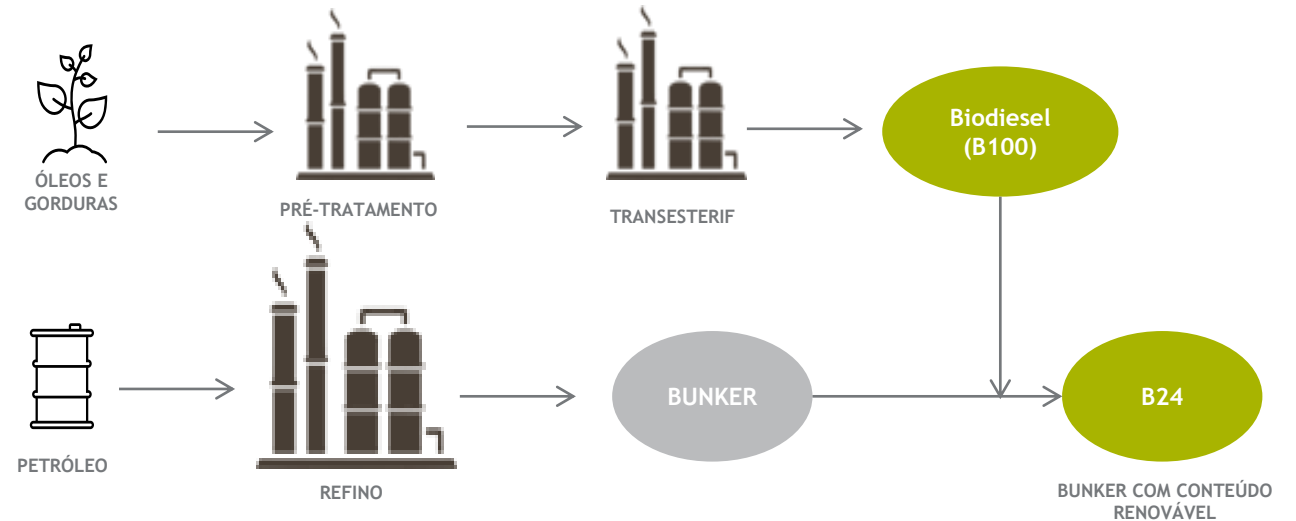 ÓLEOS E
GORDURAS
PRÉ-TRATAMENTO
TRANSESTERIF
Biodiesel
(B100)
PETRÓLEO
REFINO
BUNKER
B24
BUNKER COM CONTEÚDO
RENOVÁVEL